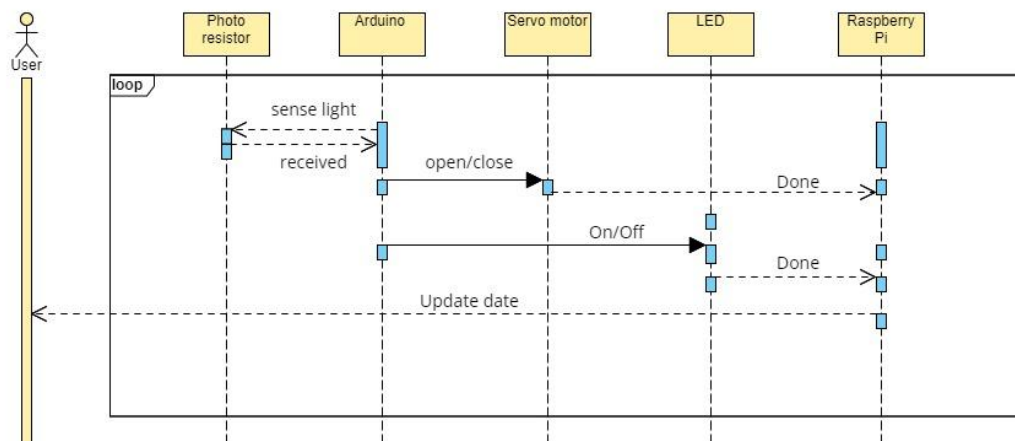 Photo
resistor
Arduino
Servo motor
LED
Raspberry
Pi
User
loop
sense light
received
open/close
Done
On/Off
Done
Update date